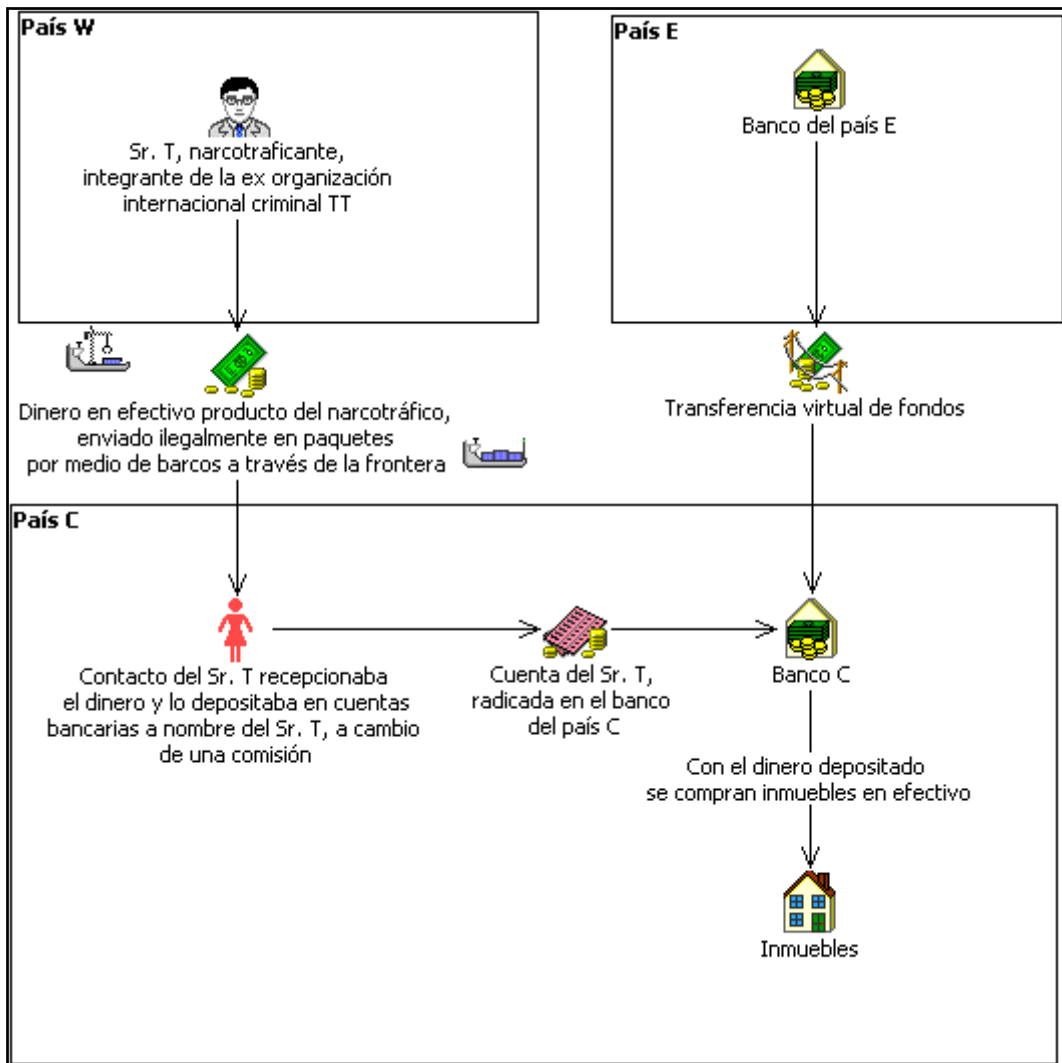 País W
Sr. T, narcotraficante,
integrante de la ex organización
internacional criminal TT
País E
Banco del país E
Dinero en efectivo producto del narcotráfico,
enviado ilegalmente en paquetes
por medio de barcos a través de la frontera
Transferencia virtual de fondos
País C
Contacto del Sr. T recepcionaba
el dinero y lo depositaba en cuentas
bancarias a nombre del Sr. T, a cambio
de una comisión
Cuenta del Sr. T,
radicada en el banco
del país C
Banco C
Con el dinero depositado
se compran inmuebles en efectivo
Inmuebles